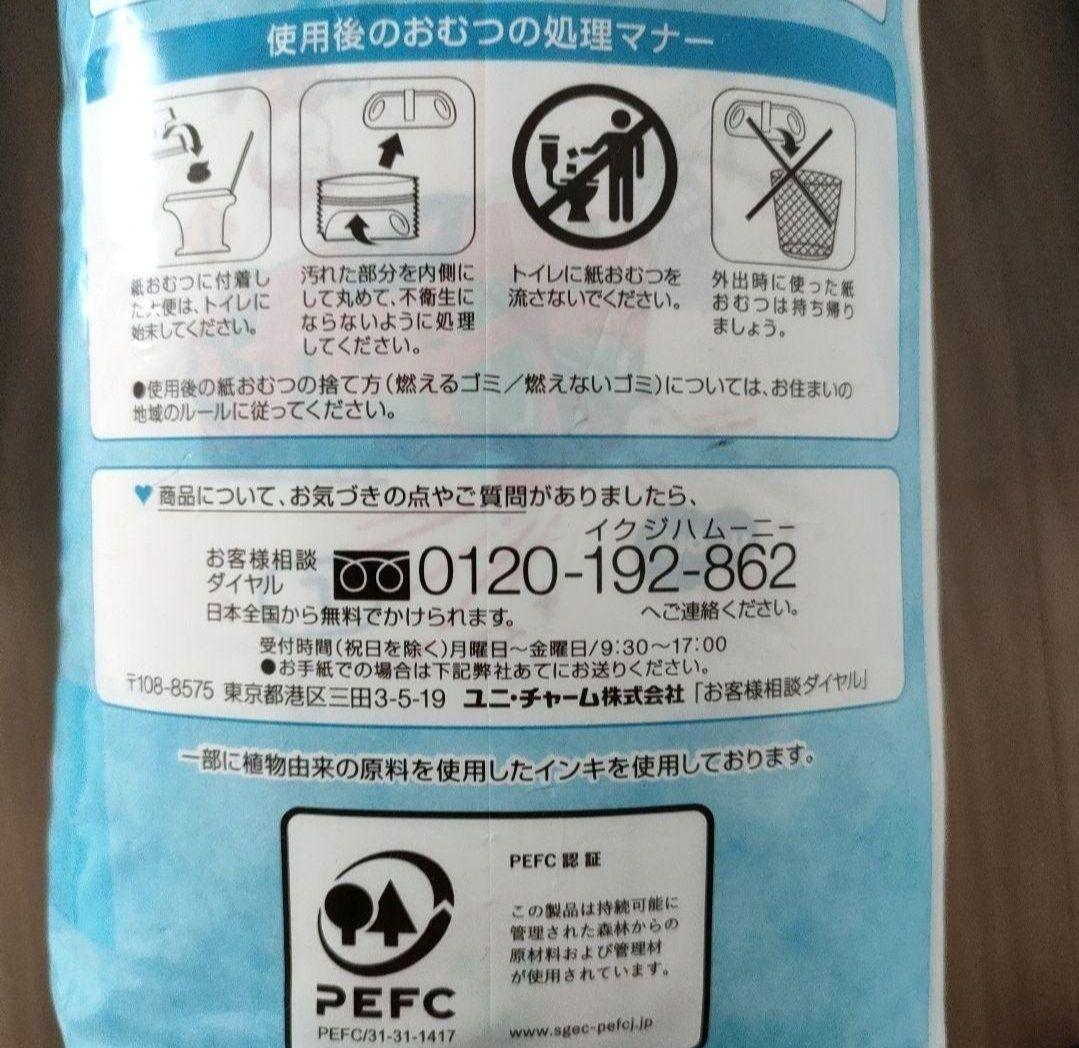 使用後のおむつの処理マナー
紙おむつに付着し
た大便は、トイレに
始末してください。
汚れた部分を内側に
して丸めて、不衛生に
ならないように処理
してください。
トイレに紙おむつを
流さないでください。
外出時に使った紙
おむつは持ち帰り
ましょう。
●使用後の紙おむつの捨て方(燃えるゴミ/燃えないゴミ)については、お住まいの
地域のルールに従ってください。
♥商品について、お気づきの点やご質問がありましたら、
イクジハムーニー
お客様相談
ダイヤル
0120-192-862
日本全国から無料でかけられます。
へご連絡ください。
受付時間(祝日を除く)月曜日~金曜日/9:30~17:00
●お手紙での場合は下記弊社あてにお送りください。
〒108-8575 東京都港区三田3-5-19 ユニ・チャーム株式会社「お客様相談ダイヤル」
一部に植物由来の原料を使用したインキを使用しております。
PEFC 認証
この製品は持続可能に
管理された森林からの
原材料および管理材
が使用されています。
PEFC
PEFC/31-31-1417
www.sgec-pefcj.jp